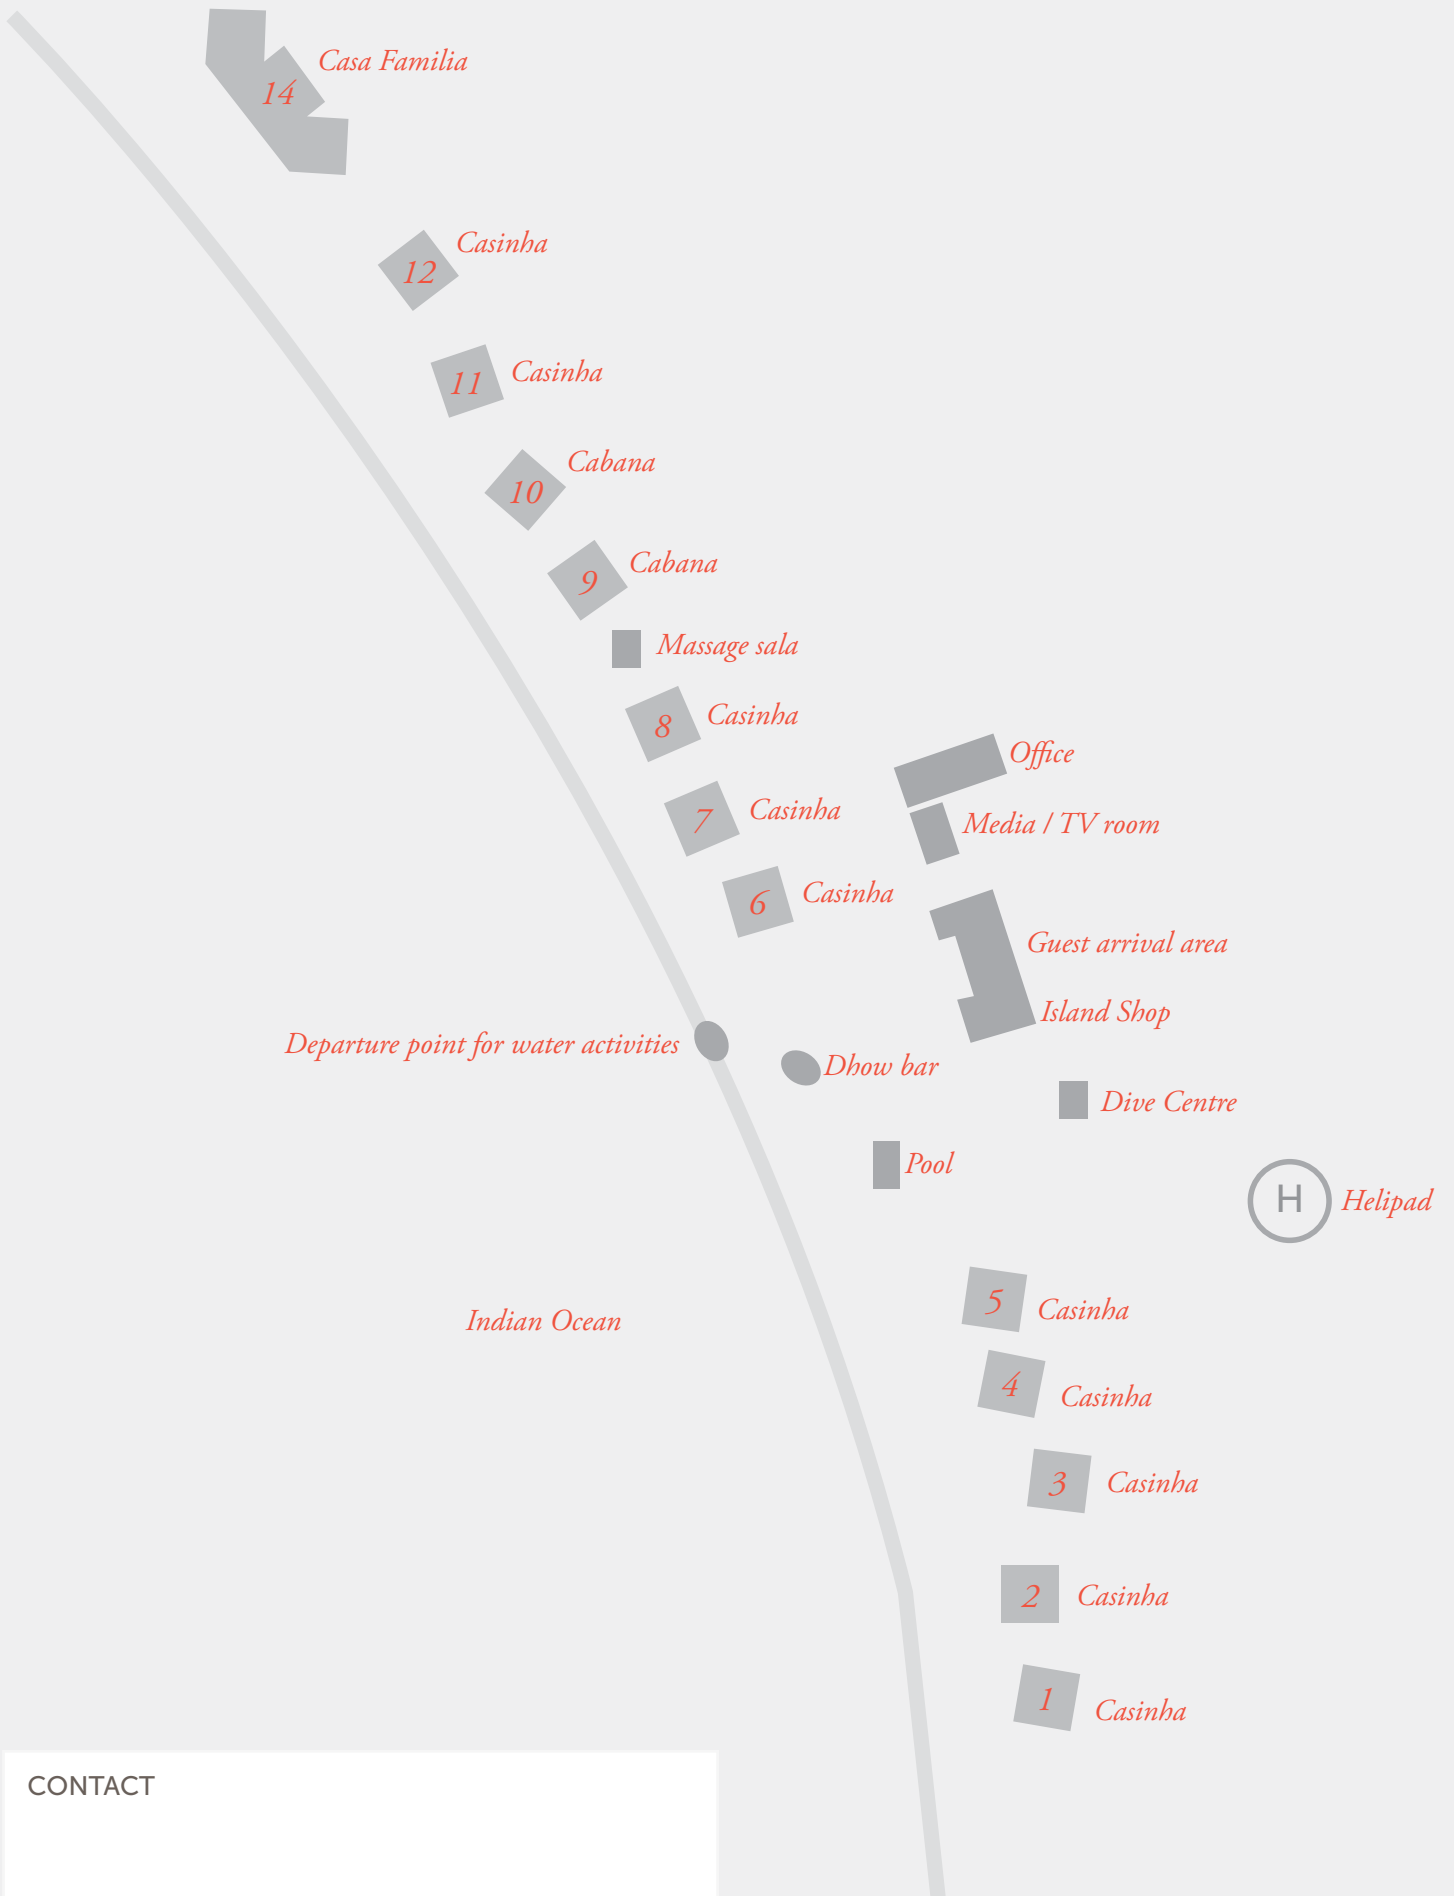 Casa Familia
14
Casinha
12
Casinha
11
Cabana
10
Cabana
9
Massage sala
Casinha
8
Office
Casinha
7
Media / TV room
Casinha
6
Guest arrival area
Island Shop
Departure point for water activities
Dhow bar
Dive Centre
Pool
H
Helipad
5
Casinha
Indian Ocean
4
Casinha
3
Casinha
2
Casinha
1
Casinha
CONTACT